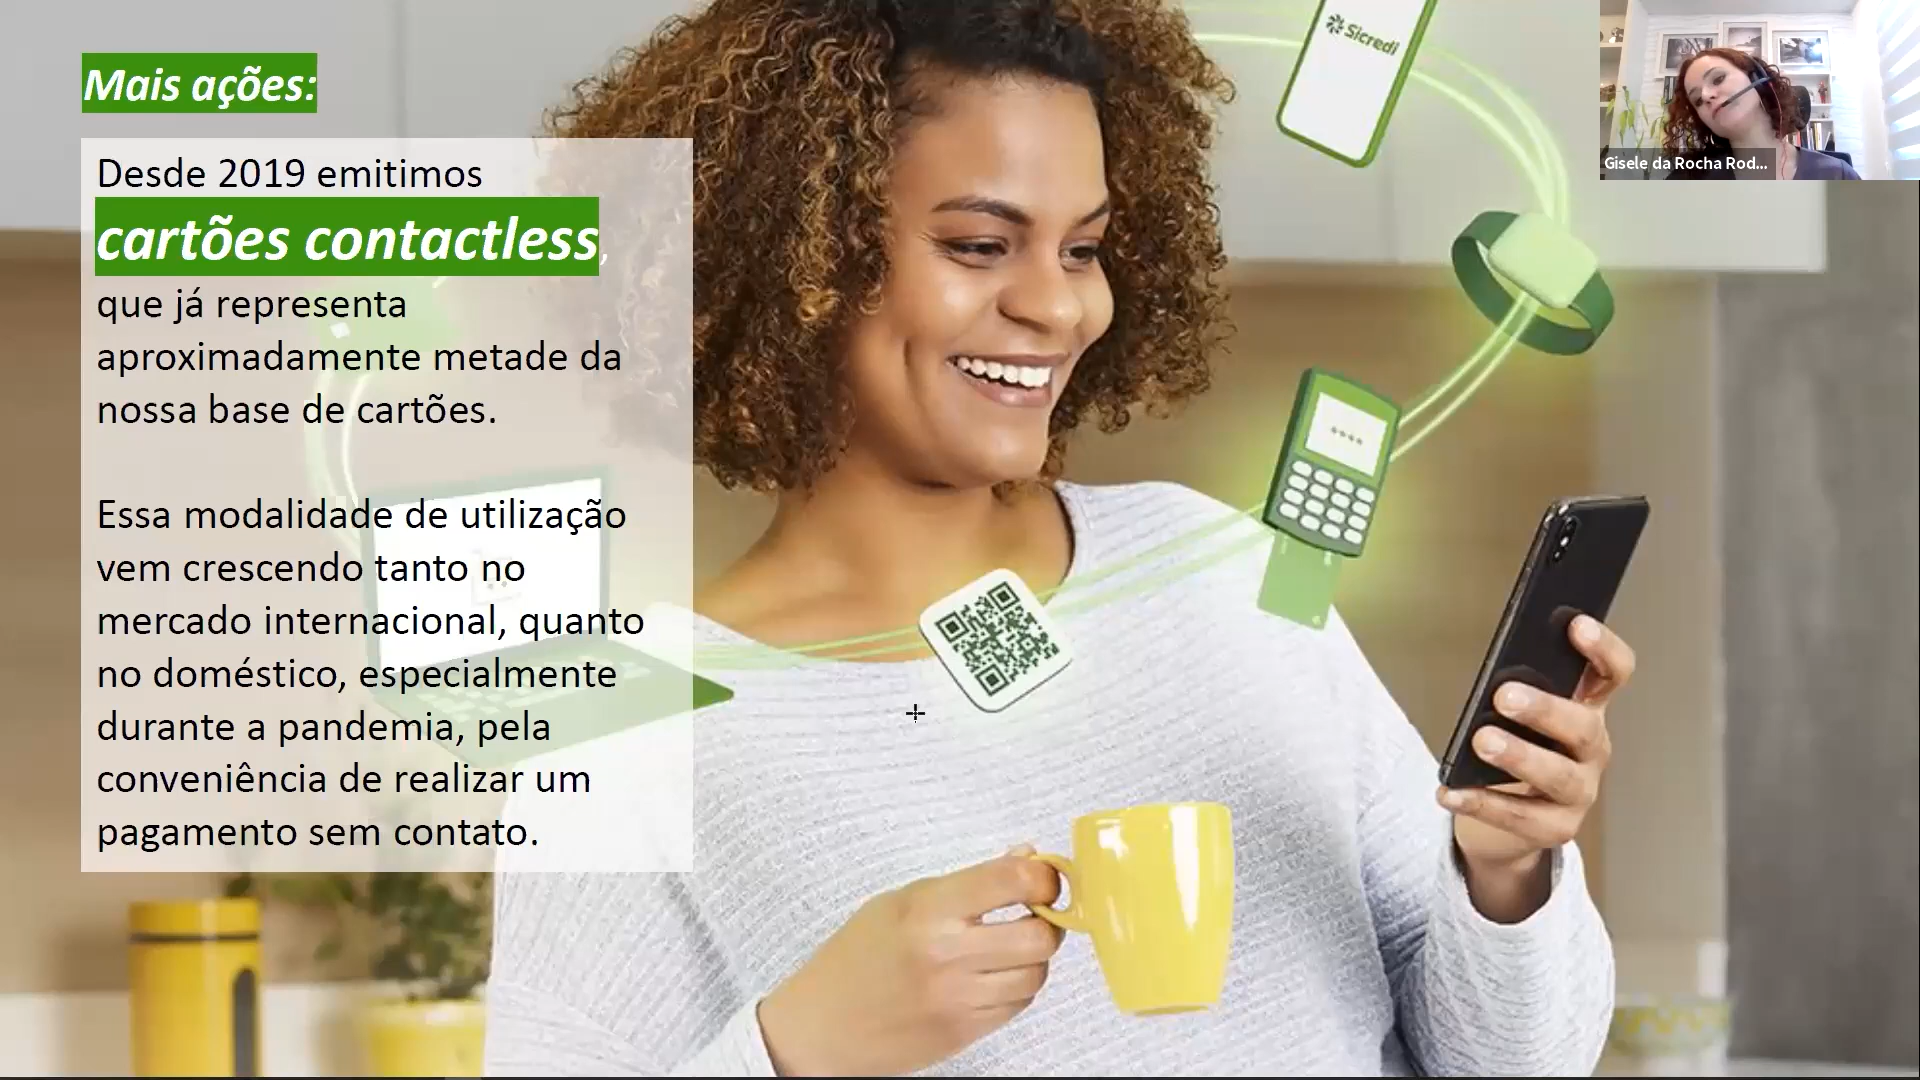 Mais ações:
Desde 2019 emitimos
cartões contactless,
que já representa
aproximadamente metade da
nossa base de cartões.
Essa modalidade de utilização
vem crescendo tanto no
mercado internacional, quanto
no doméstico, especialmente
durante a pandemia, pela
conveniência de realizar um
pagamento sem contato.
Sicredi
****
Gisele da Rocha Rod...